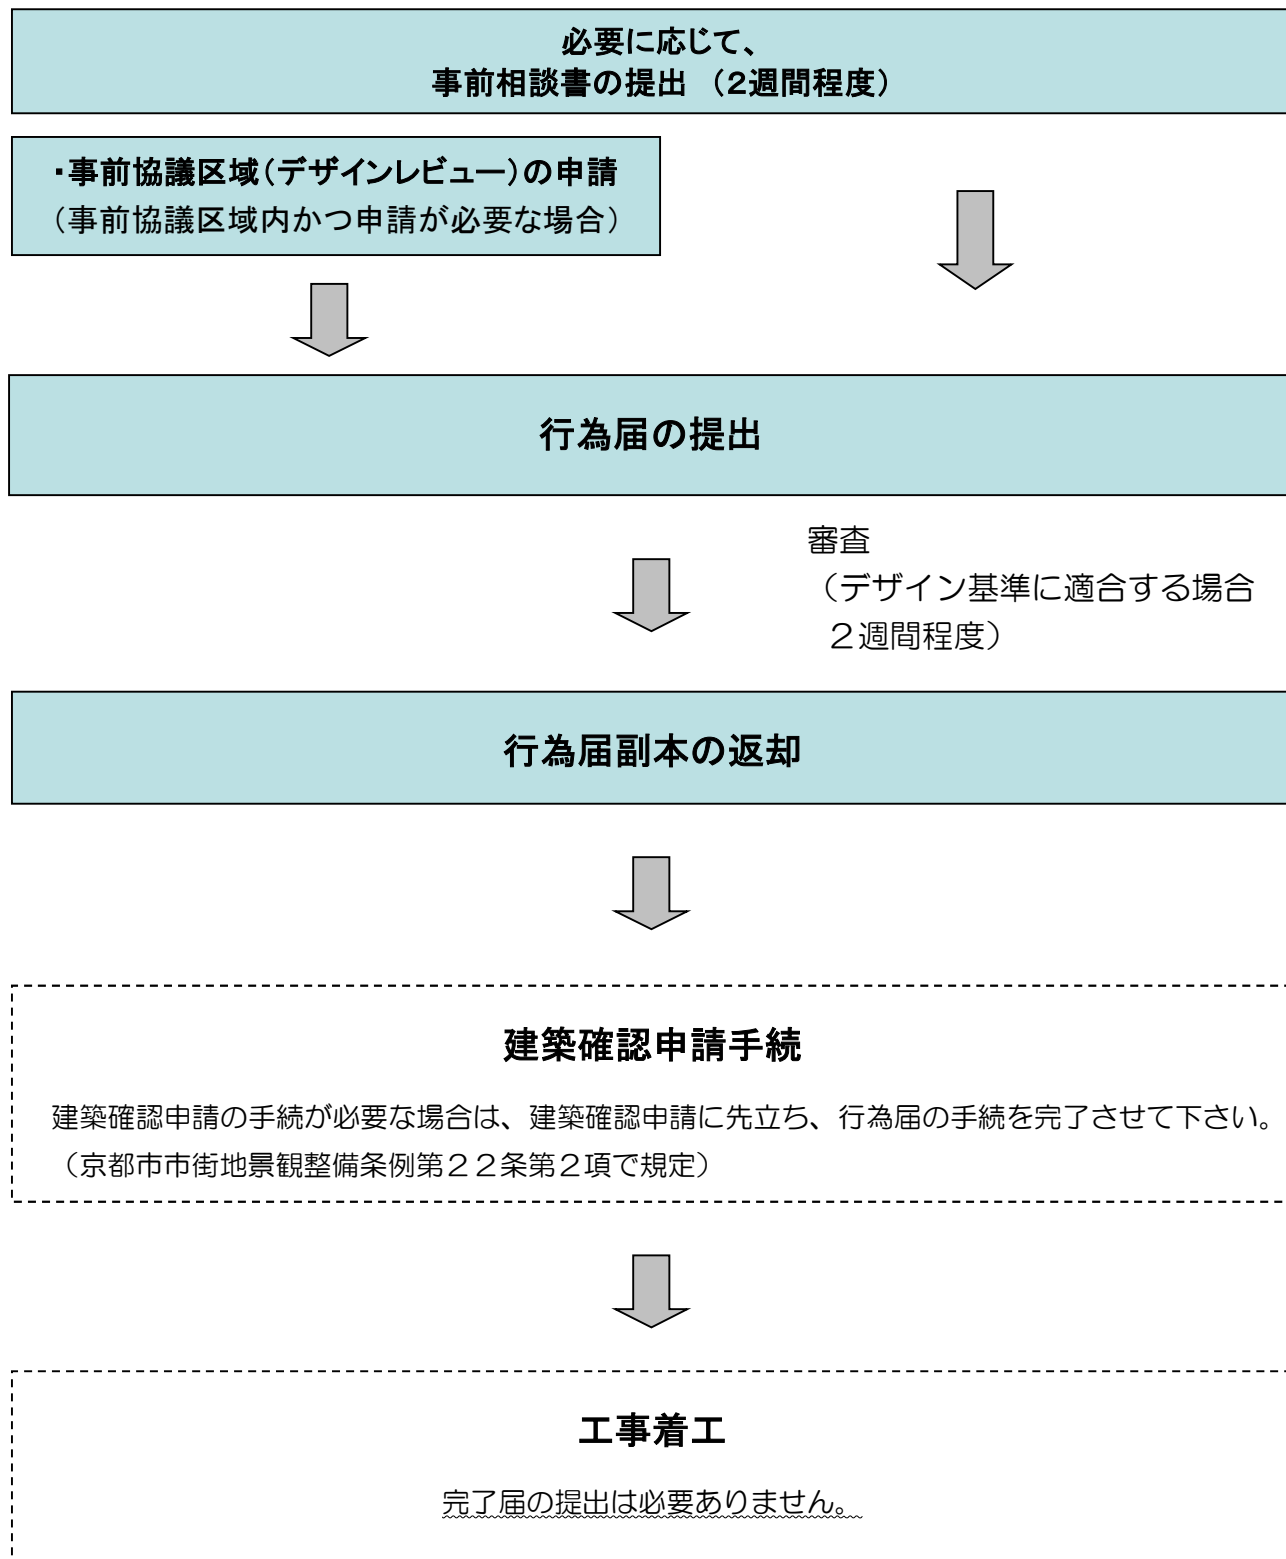 必要に応じて、
事前相談書の提出 （2週間程度）
・事前協議区域（デザインレビュー）の申請
（事前協議区域内かつ申請が必要な場合）
行為届の提出
審査
（デザイン基準に適合する場合
２週間程度）
行為届副本の返却
建築確認申請手続
建築確認申請の手続が必要な場合は、建築確認申請に先立ち、行為届の手続を完了させて下さい。
（京都市市街地景観整備条例第２２条第２項で規定）
工事着工
完了届の提出は必要ありません。